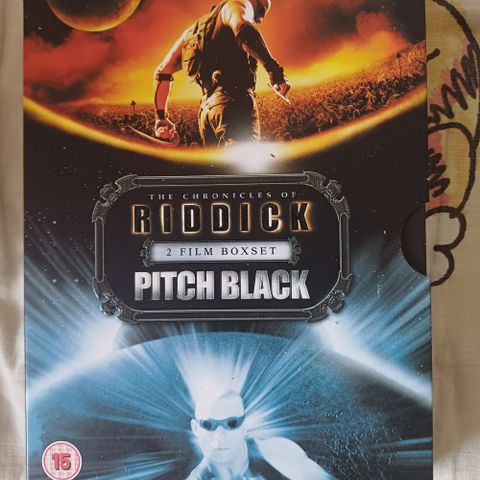 THE CHRONICLES OF
RIDDICK
2 FILM BOXSET
PITCH BLACK
15